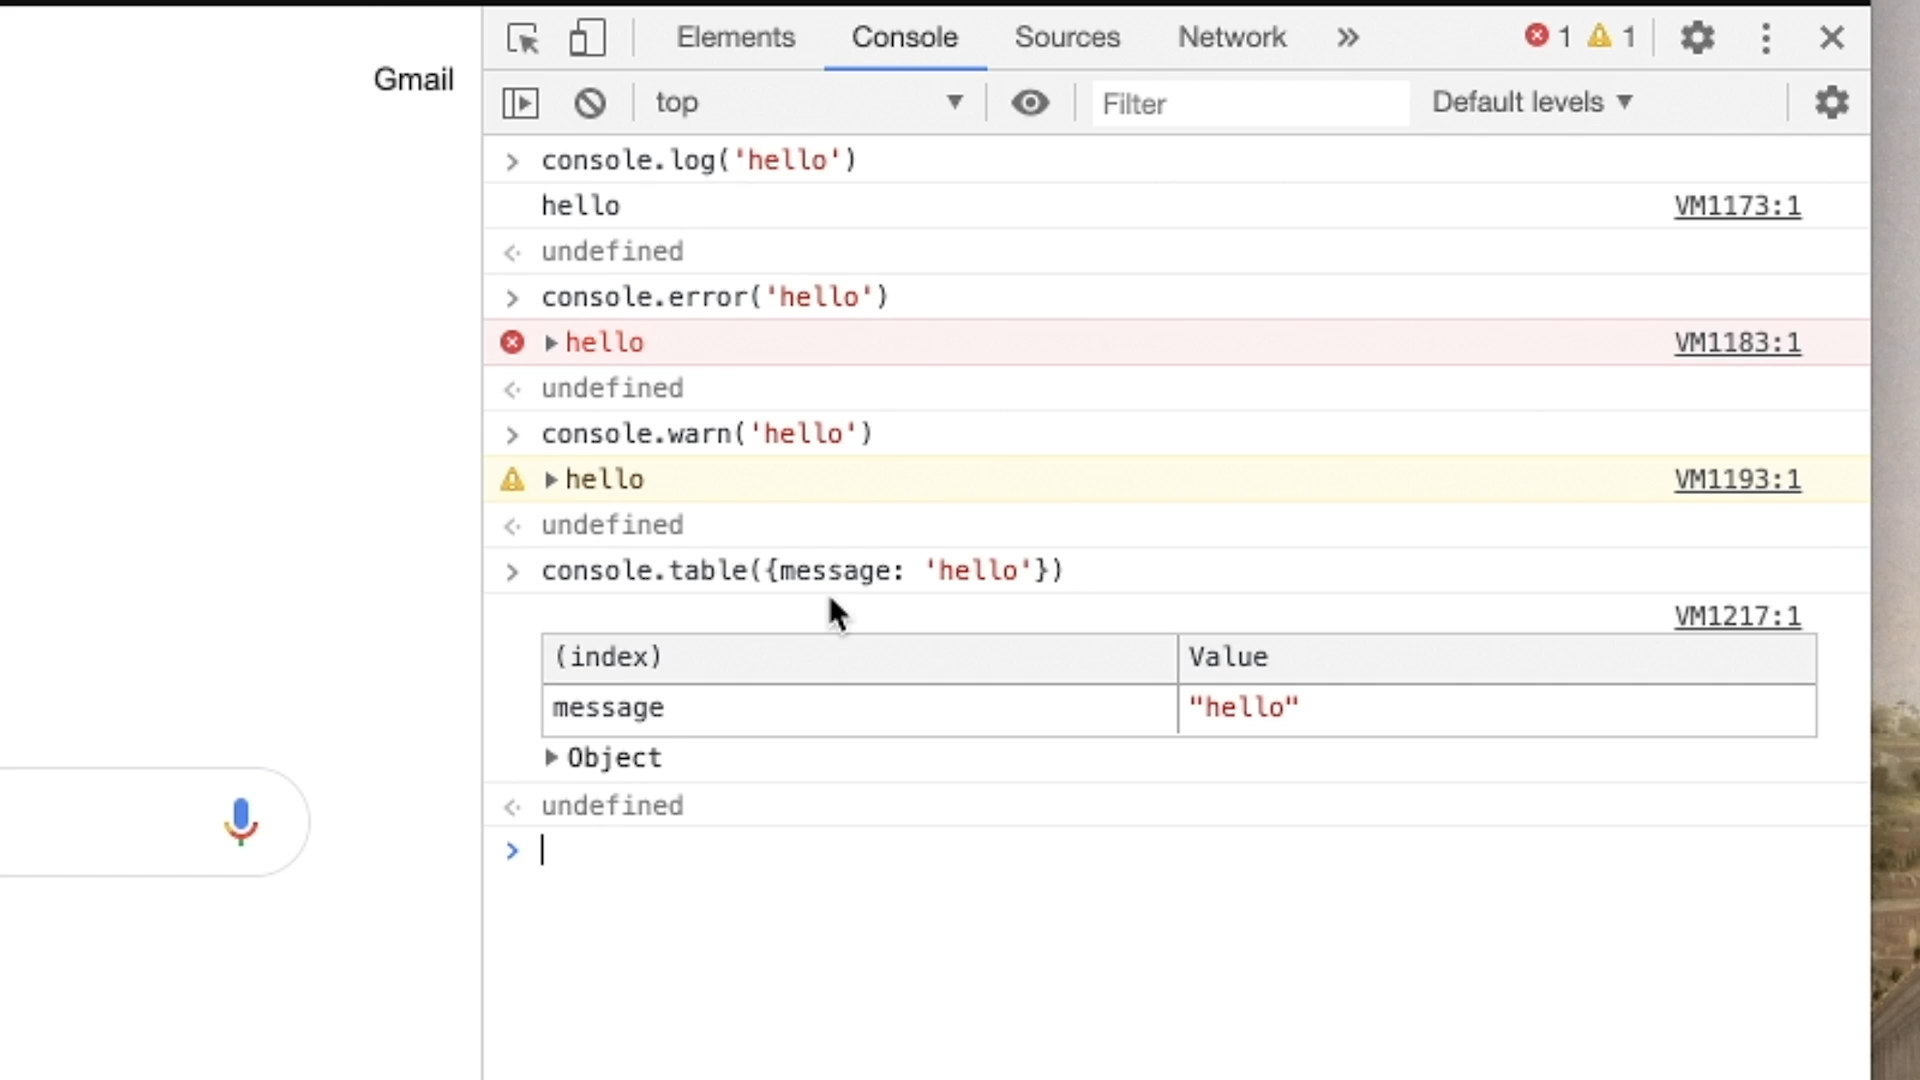 Elements Console Sources Network » 1 1
Gmail
top Filter Default levels
console.log('hello')
hello VM1173:1
undefined
console.error('hello')
hello VM1183:1
undefined
console.warn('hello')
hello VM1193:1
undefined
console.table({message: 'hello'})
VM1217:1
(index) Value
message "hello"
Object
undefined